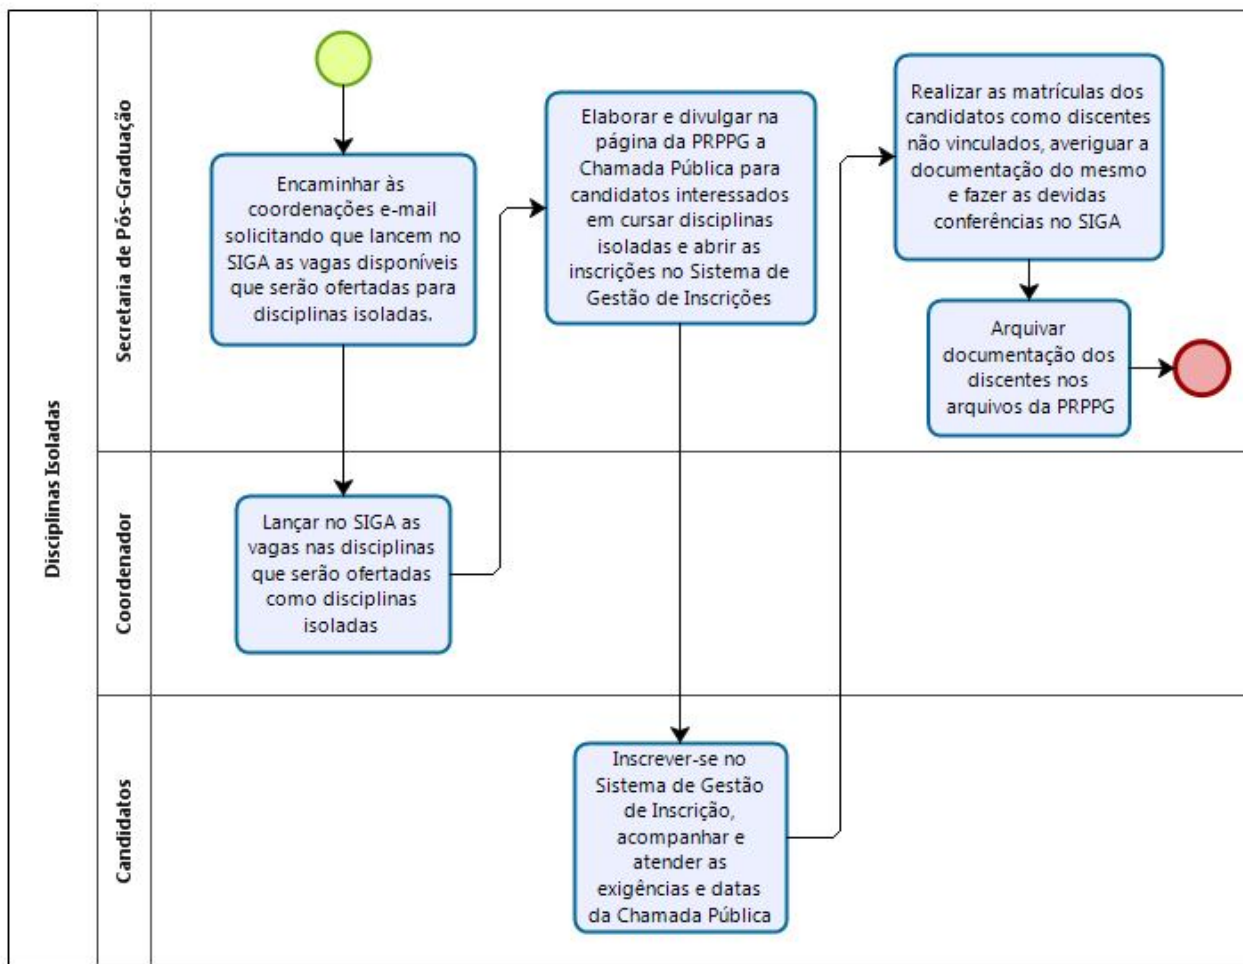 Disciplinas Isoladas
Secretaria de Pós-Graduação
Encaminhar às
coordenações e-mail
solicitando que lancem no
SIGA as vagas disponíveis
que serão ofertadas para
disciplinas isoladas.
Elaborar e divulgar na
página da PRPPG a
Chamada Pública para
candidatos interessados
em cursar disciplinas
isoladas e abrir as
inscrições no Sistema de
Gestão de Inscrições
Realizar as matrículas dos
candidatos como discentes
não vinculados, averiguar a
documentação do mesmo
e fazer as devidas
conferências no SIGA
Arquivar
documentação dos
discentes nos
arquivos da PRPPG
Coordenador
Lançar no SIGA as
vagas nas disciplinas
que serão ofertadas
como disciplinas
isoladas
Candidatos
Inscrever-se no
Sistema de Gestão
de Inscrição,
acompanhar e
atender as
exigências e datas
da Chamada Pública